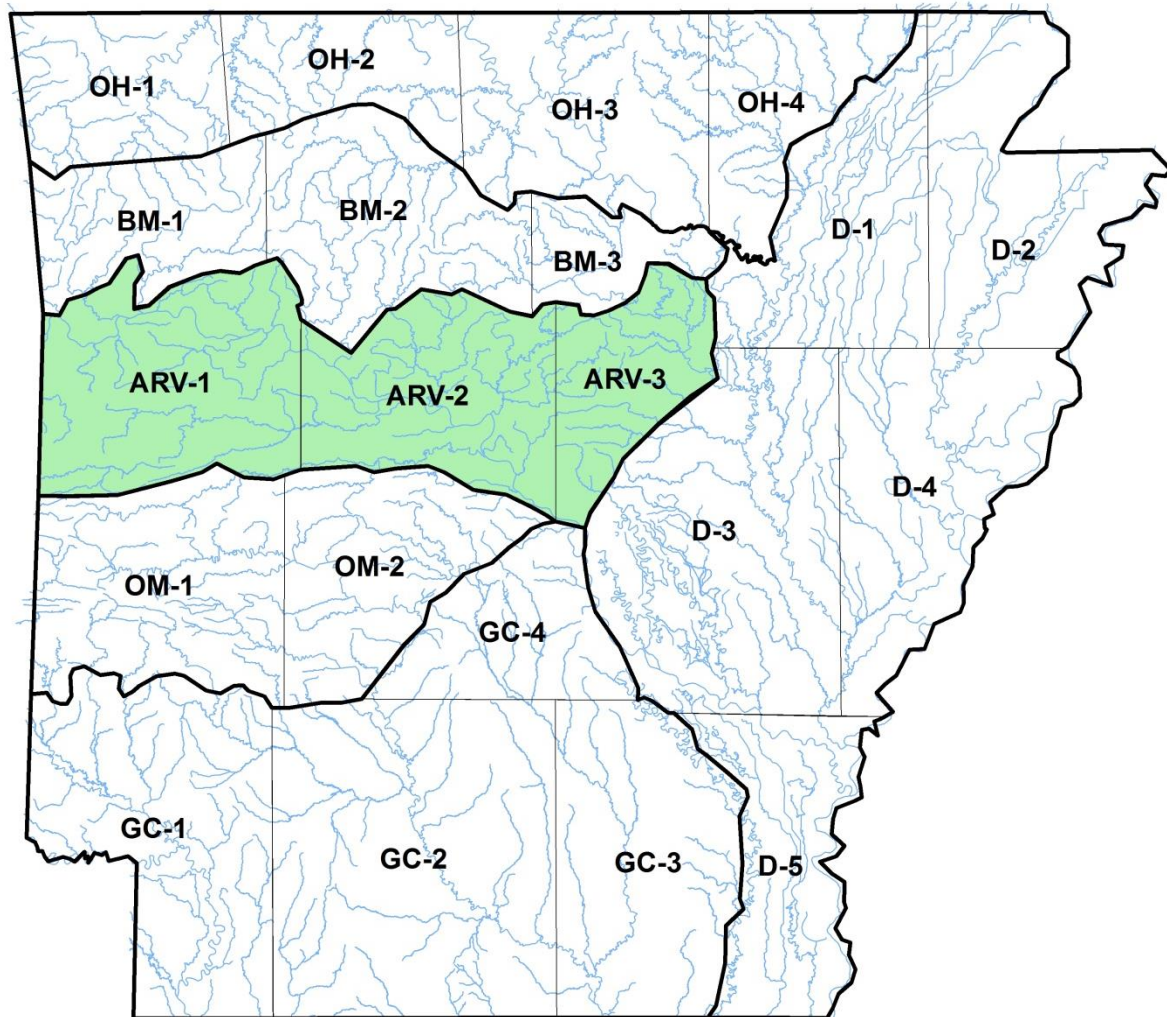 OH-1
OH-2
OH-3
OH-4
BM-1
BM-2
BM-3
D-1
D-2
ARV-1
ARV-2
ARV-3
D-3
D-4
OM-1
OM-2
GC-4
GC-1
GC-2
GC-3
D-5